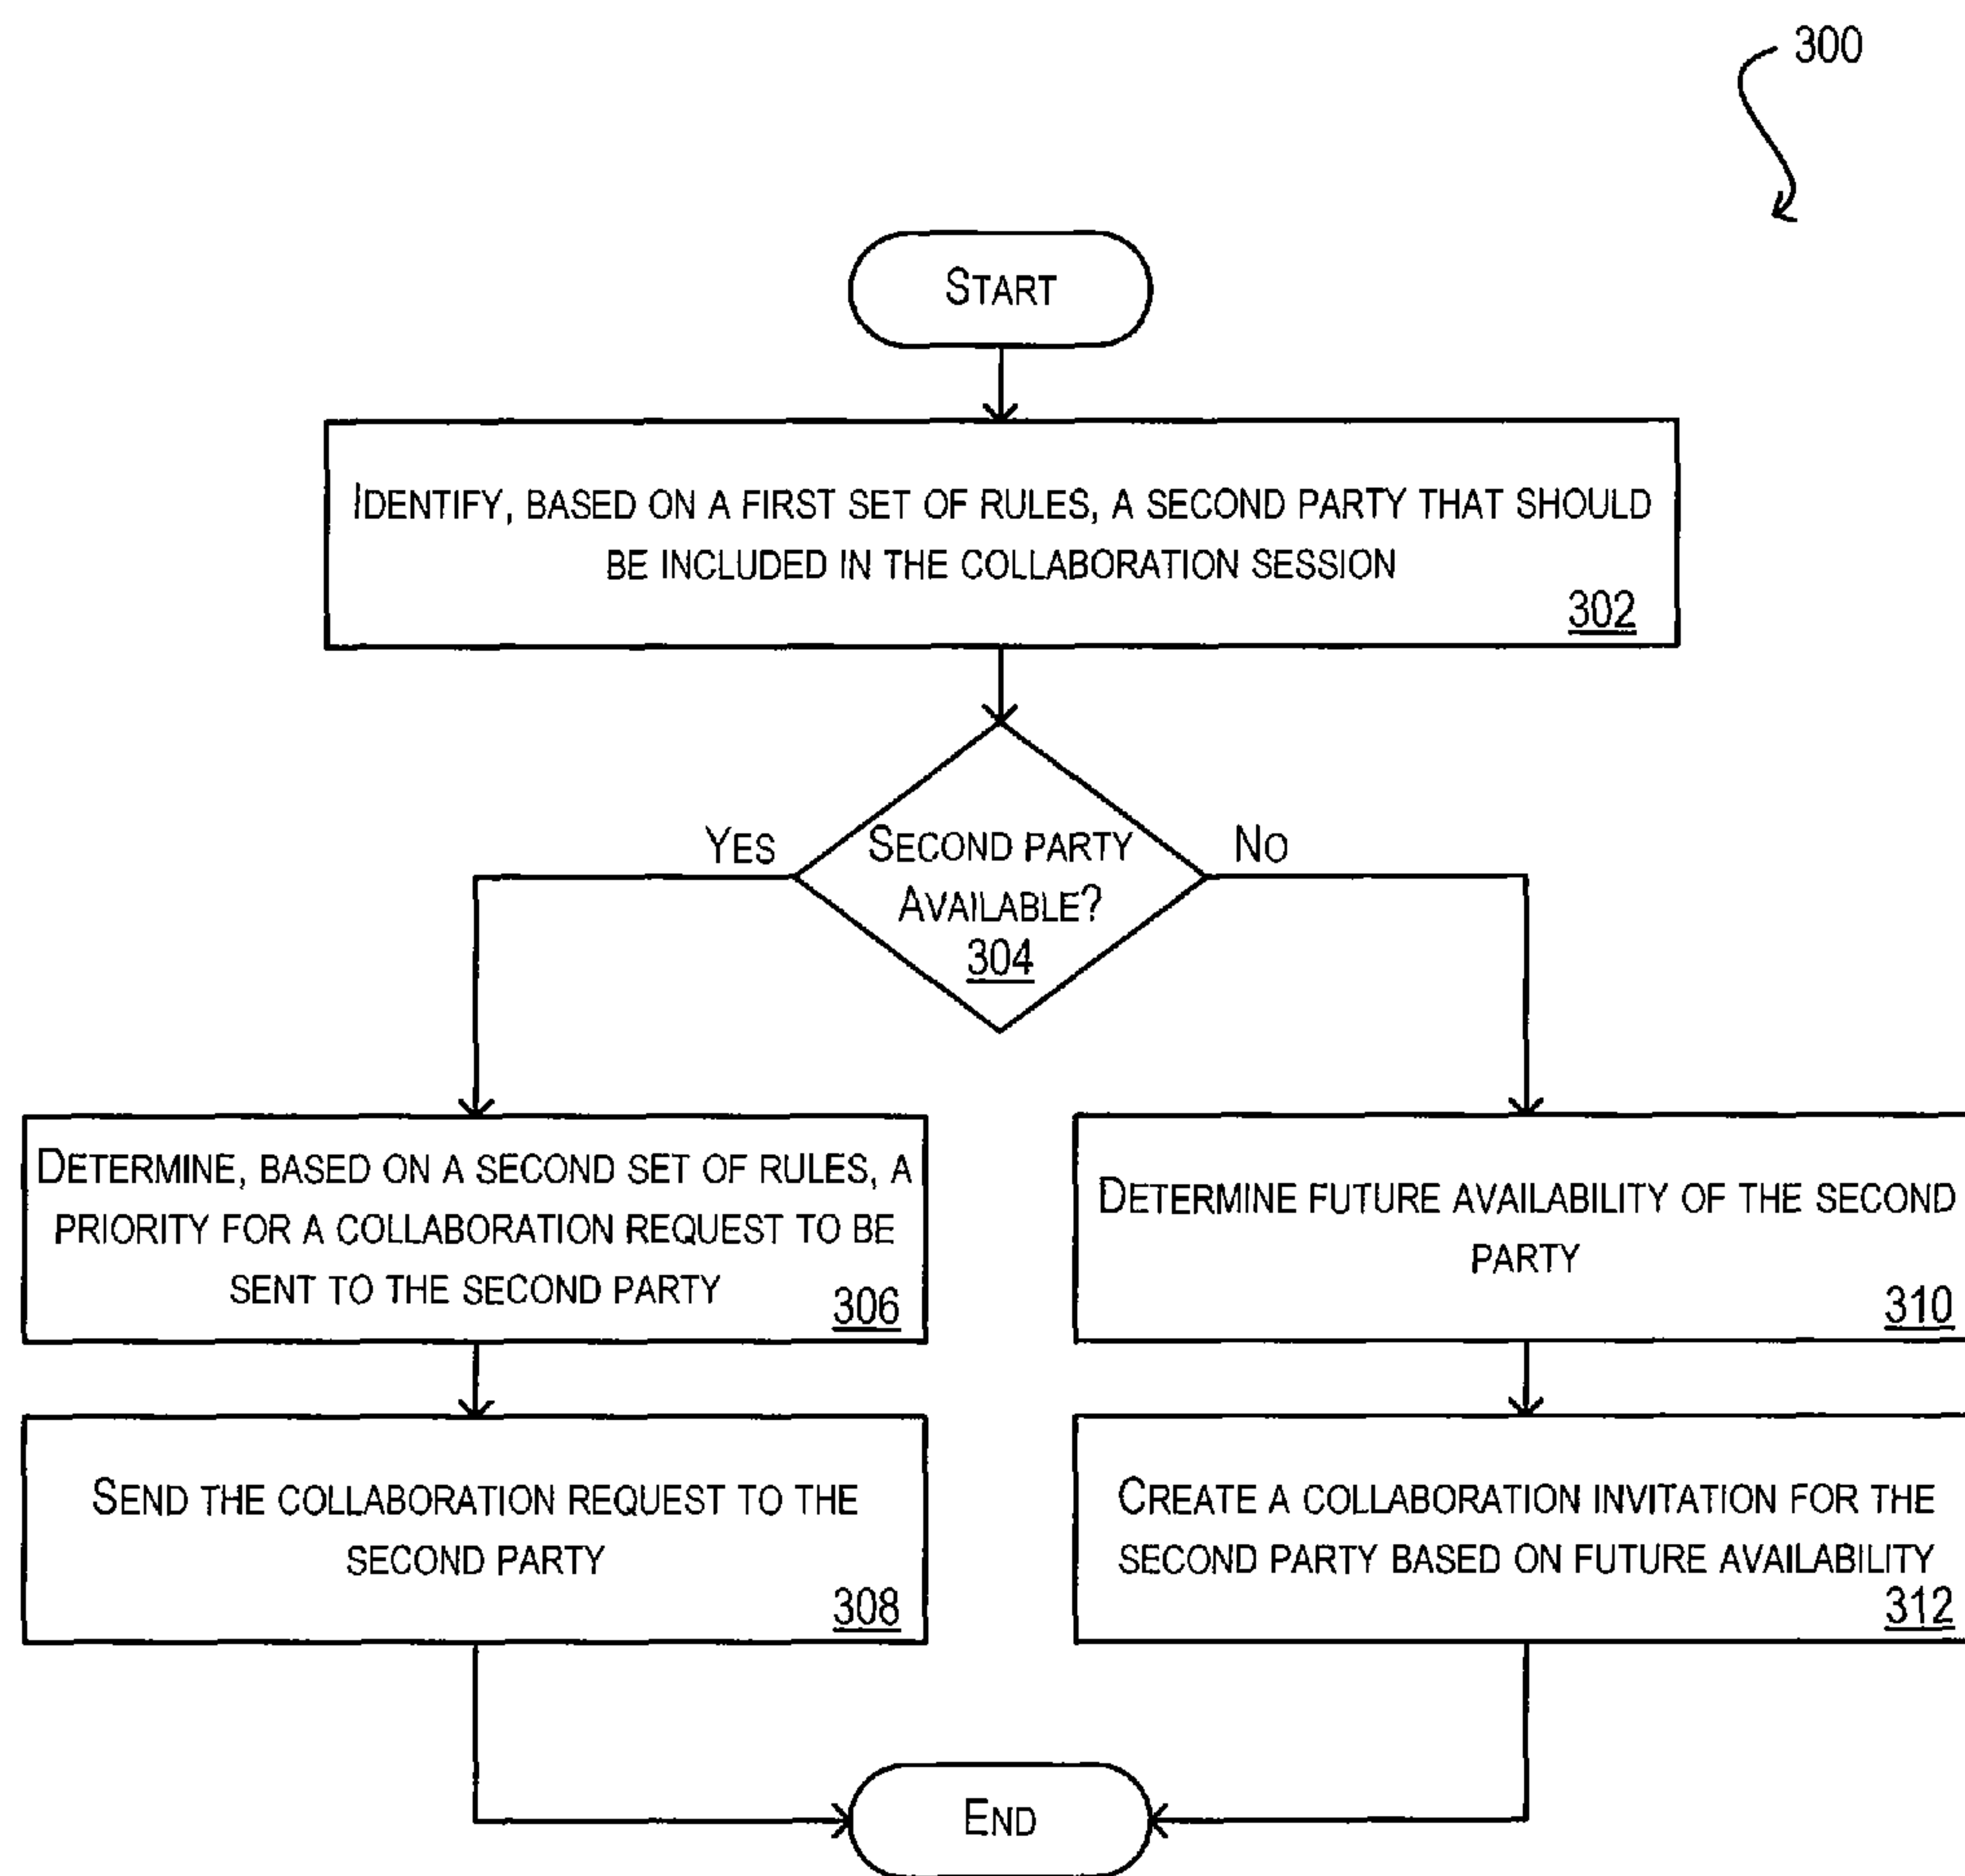 300
START
IDENTIFY, BASED ON A FIRST SET OF RULES, A SECOND PARTY THAT SHOULD
BE INCLUDED IN THE COLLABORATION SESSION
302
YES
SECOND PARTY
AVAILABLE?
304
NO
DETERMINE, BASED ON A SECOND SET OF RULES, A
PRIORITY FOR A COLLABORATION REQUEST TO BE
SENT TO THE SECOND PARTY
306
DETERMINE FUTURE AVAILABILITY OF THE SECOND
PARTY
310
SEND THE COLLABORATION REQUEST TO THE
SECOND PARTY
308
CREATE A COLLABORATION INVITATION FOR THE
SECOND PARTY BASED ON FUTURE AVAILABILITY
312
END